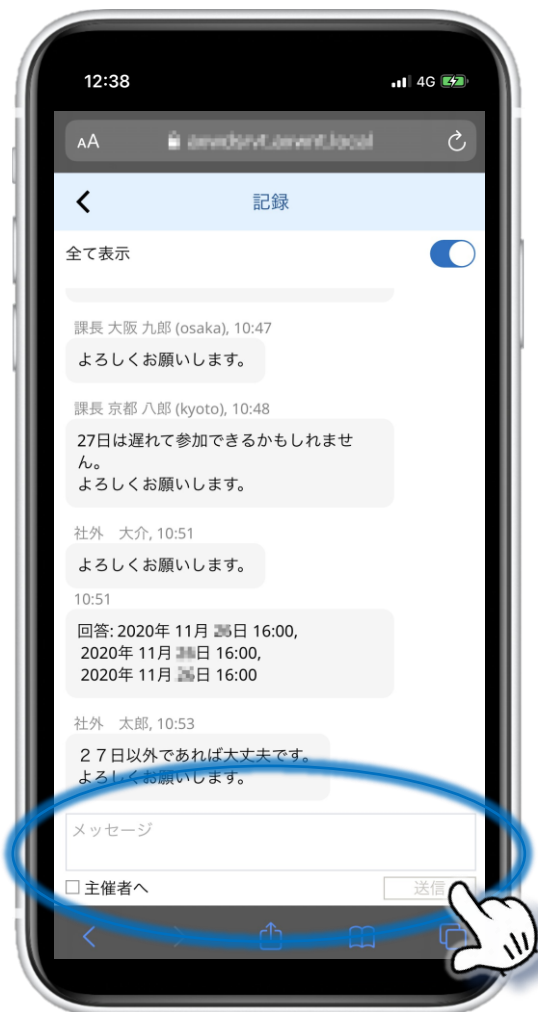 12:38
4G
AA
記録
全て表示
課長 大阪 九郎 (osaka), 10:47
よろしくお願いします。
課長 京都 八郎 (kyoto), 10:48
27日は遅れて参加できるかもしれませ
ん。
よろしくお願いします。
社外　大介, 10:51
よろしくお願いします。
10:51
回答: 2020年 11月 日 16:00,
2020年 11月 日 16:00,
2020年 11月 日 16:00
社外　太郎, 10:53
２７日以外であれば大丈夫です。
よろしくお願いします。
メッセージ
主催者へ
送信